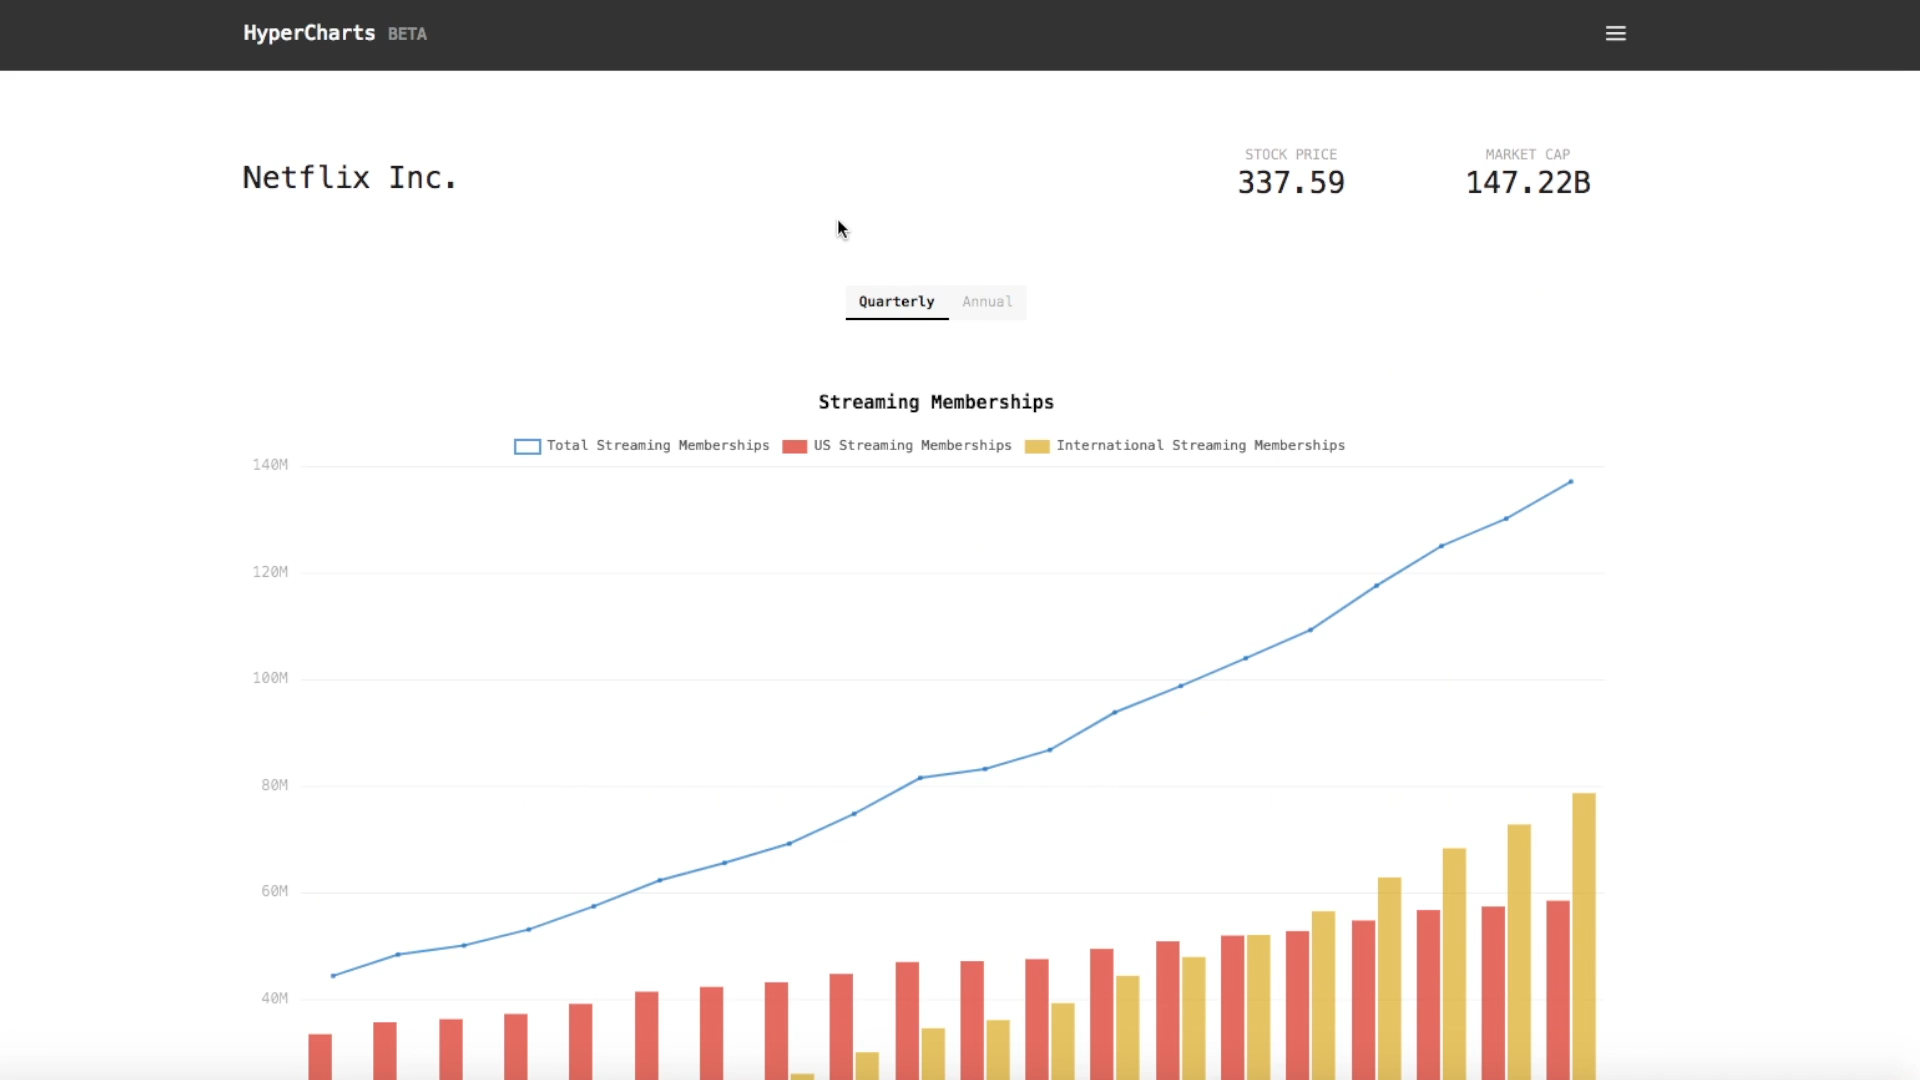 HyperCharts BETA
Netflix Inc.
STOCK PRICE
337.59
MARKET CAP
147.22B
Quarterly Annual
Streaming Memberships
Total Streaming Memberships US Streaming Memberships International Streaming Memberships
140M
120M
100M
80M
60M
40M